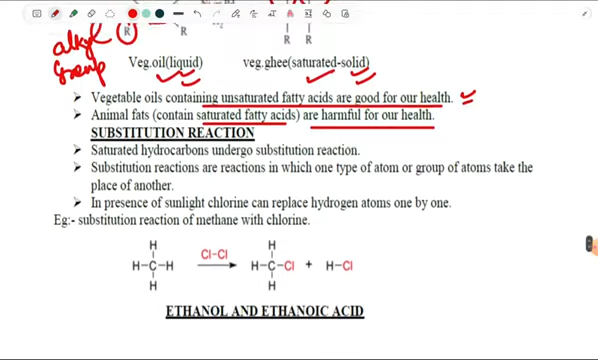 alkyl R R R R
group Veg.oil(liquid) veg.ghee(saturated-solid)
➢ Vegetable oils containing unsaturated fatty acids are good for our health.
➢ Animal fats (contain saturated fatty acids) are harmful for our health.
SUBSTITUTION REACTION
➢ Saturated hydrocarbons undergo substitution reaction.
➢ Substitution reactions are reactions in which one type of atom or group of atoms take the
place of another.
➢ In presence of sunlight chlorine can replace hydrogen atoms one by one.
Eg:- substitution reaction of methane with chlorine.
H H
Cl-Cl
H-C-H H-C-Cl + H-Cl
H H
ETHANOL AND ETHANOIC ACID